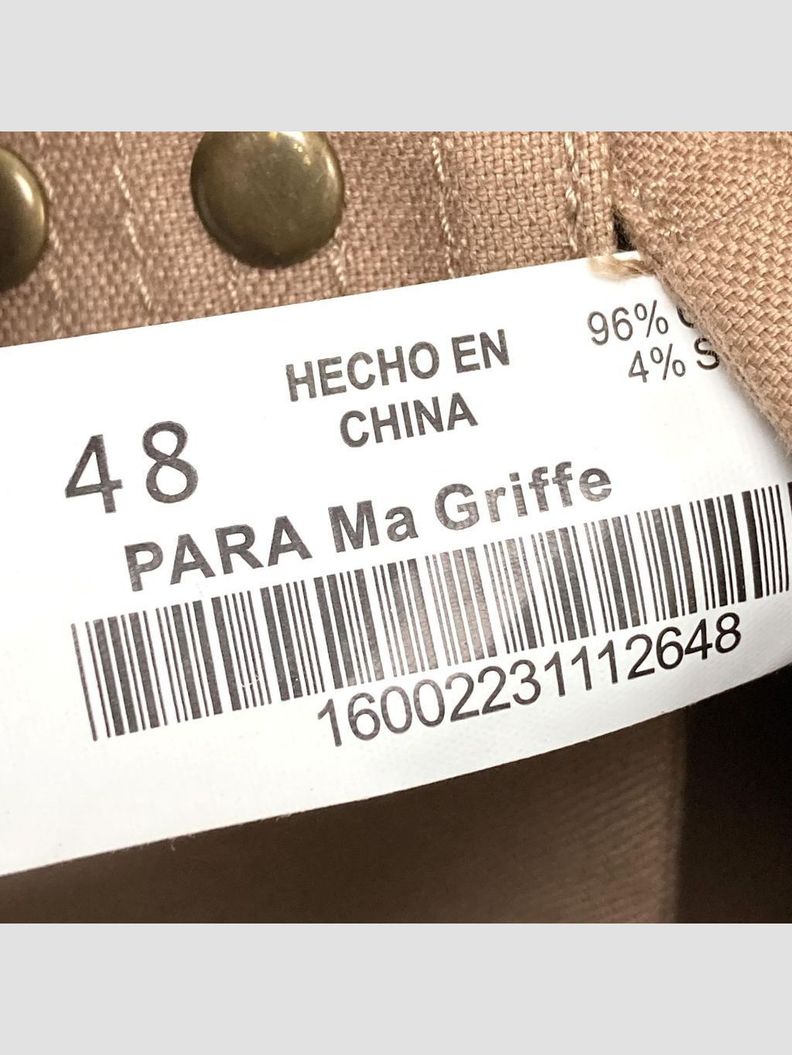 48
HECHO EN
CHINA
96%
4%
PARA Ma Griffe
16002231112648